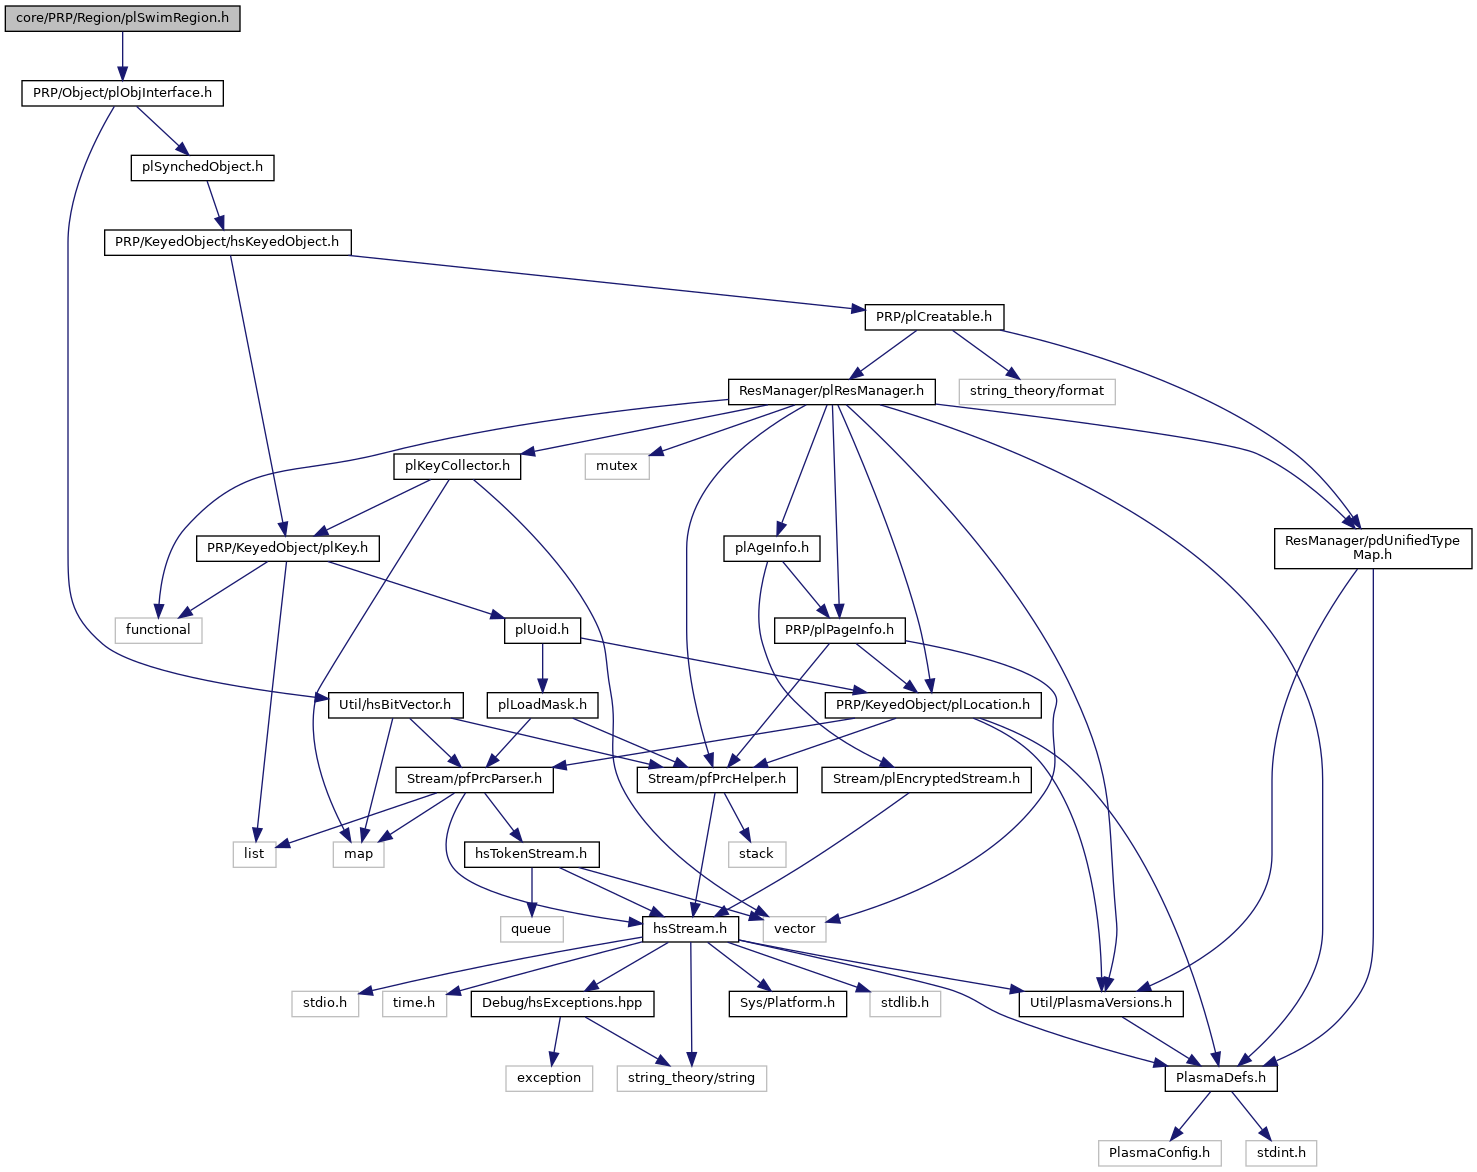 core/PRP/Region/plSwimRegion.h
PRP/Object/plObjInterface.h
plSynchedObject.h
PRP/KeyedObject/hsKeyedObject.h
PRP/plCreatable.h
ResManager/plResManager.h
string_theory/format
plKeyCollector.h
mutex
PRP/KeyedObject/plKey.h
plAgeInfo.h
ResManager/pdUnifiedType
Map.h
functional
plUoid.h
PRP/plPageInfo.h
Util/hsBitVector.h
plLoadMask.h
PRP/KeyedObject/plLocation.h
Stream/pfPrcParser.h
Stream/pfPrcHelper.h
Stream/plEncryptedStream.h
list
map
hsTokenStream.h
stack
queue
hsStream.h
vector
stdio.h
time.h
Debug/hsExceptions.hpp
Sys/Platform.h
stdlib.h
Util/PlasmaVersions.h
exception
string_theory/string
PlasmaDefs.h
PlasmaConfig.h
stdint.h